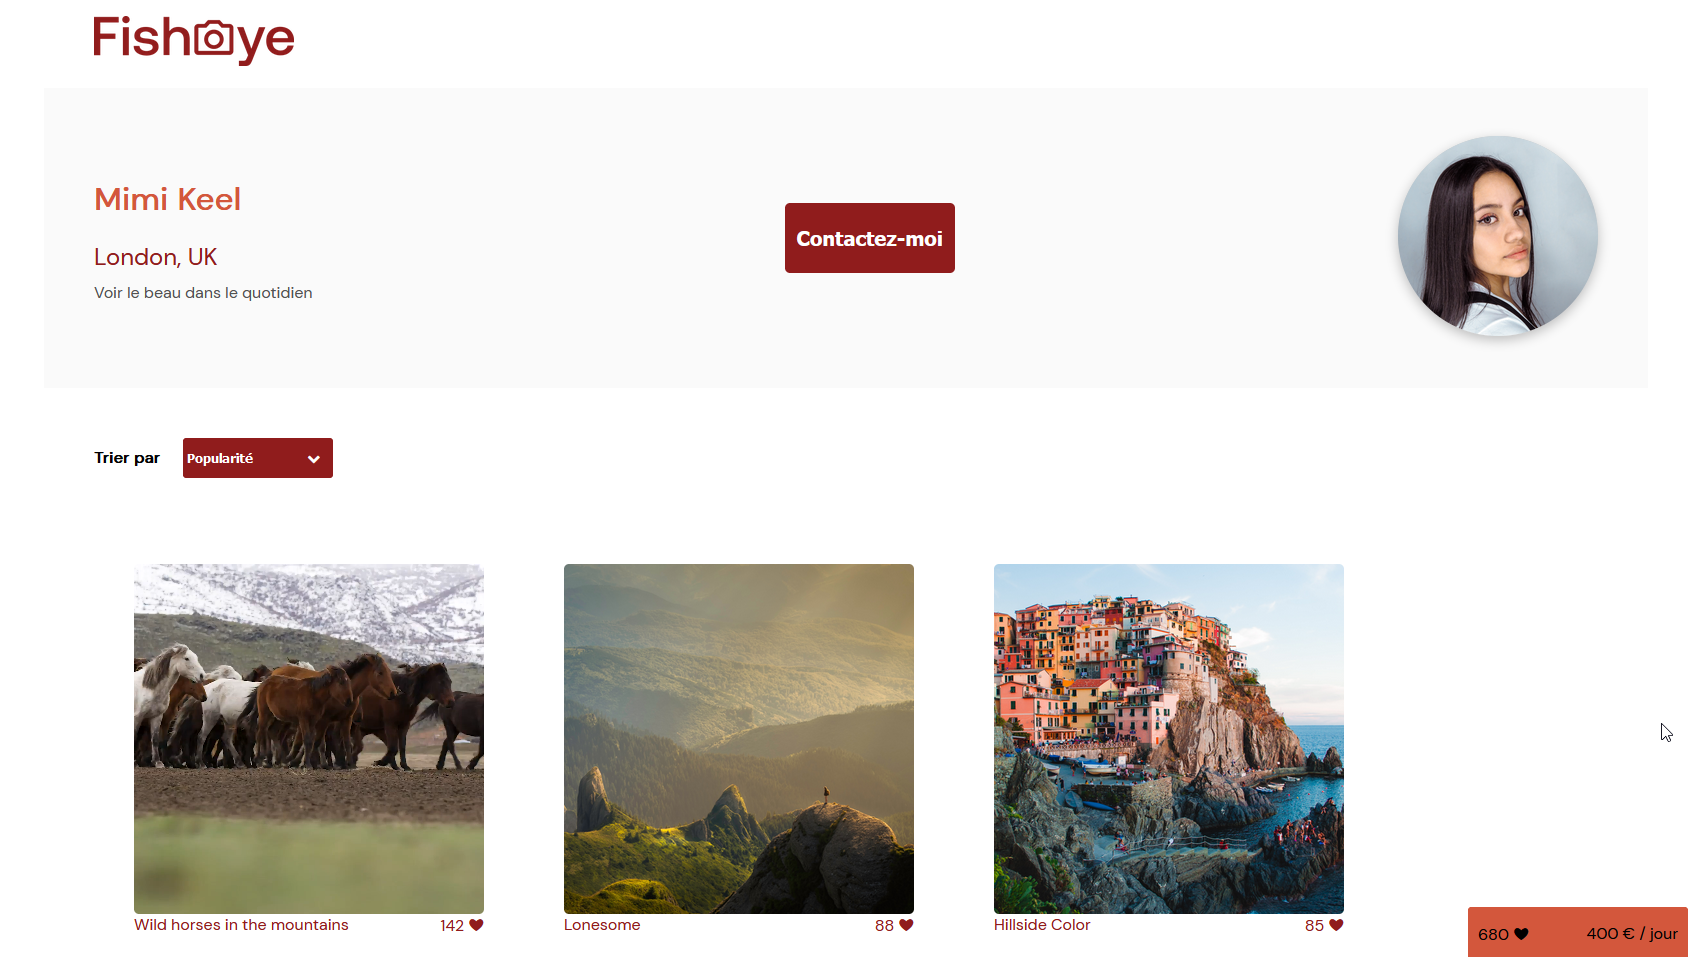 Fisheye
Mimi Keel
London, UK
Voir le beau dans le quotidien
Contactez-moi
Trier par
Popularité
Wild horses in the mountains
142
Lonesome
88
Hillside Color
85
680
400 € / jour